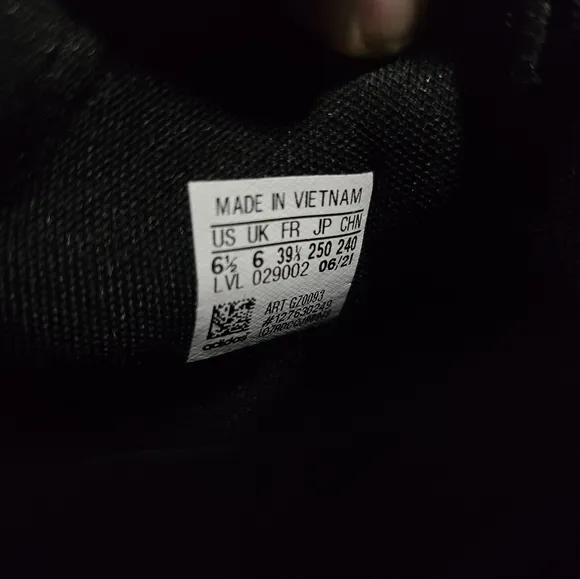 MADE IN VIETNAM
US UK FR JP CHN
6½ 6 39⅓ 250 240
LVL 029002 06/21
ART GZ0093
#127630249
adidas